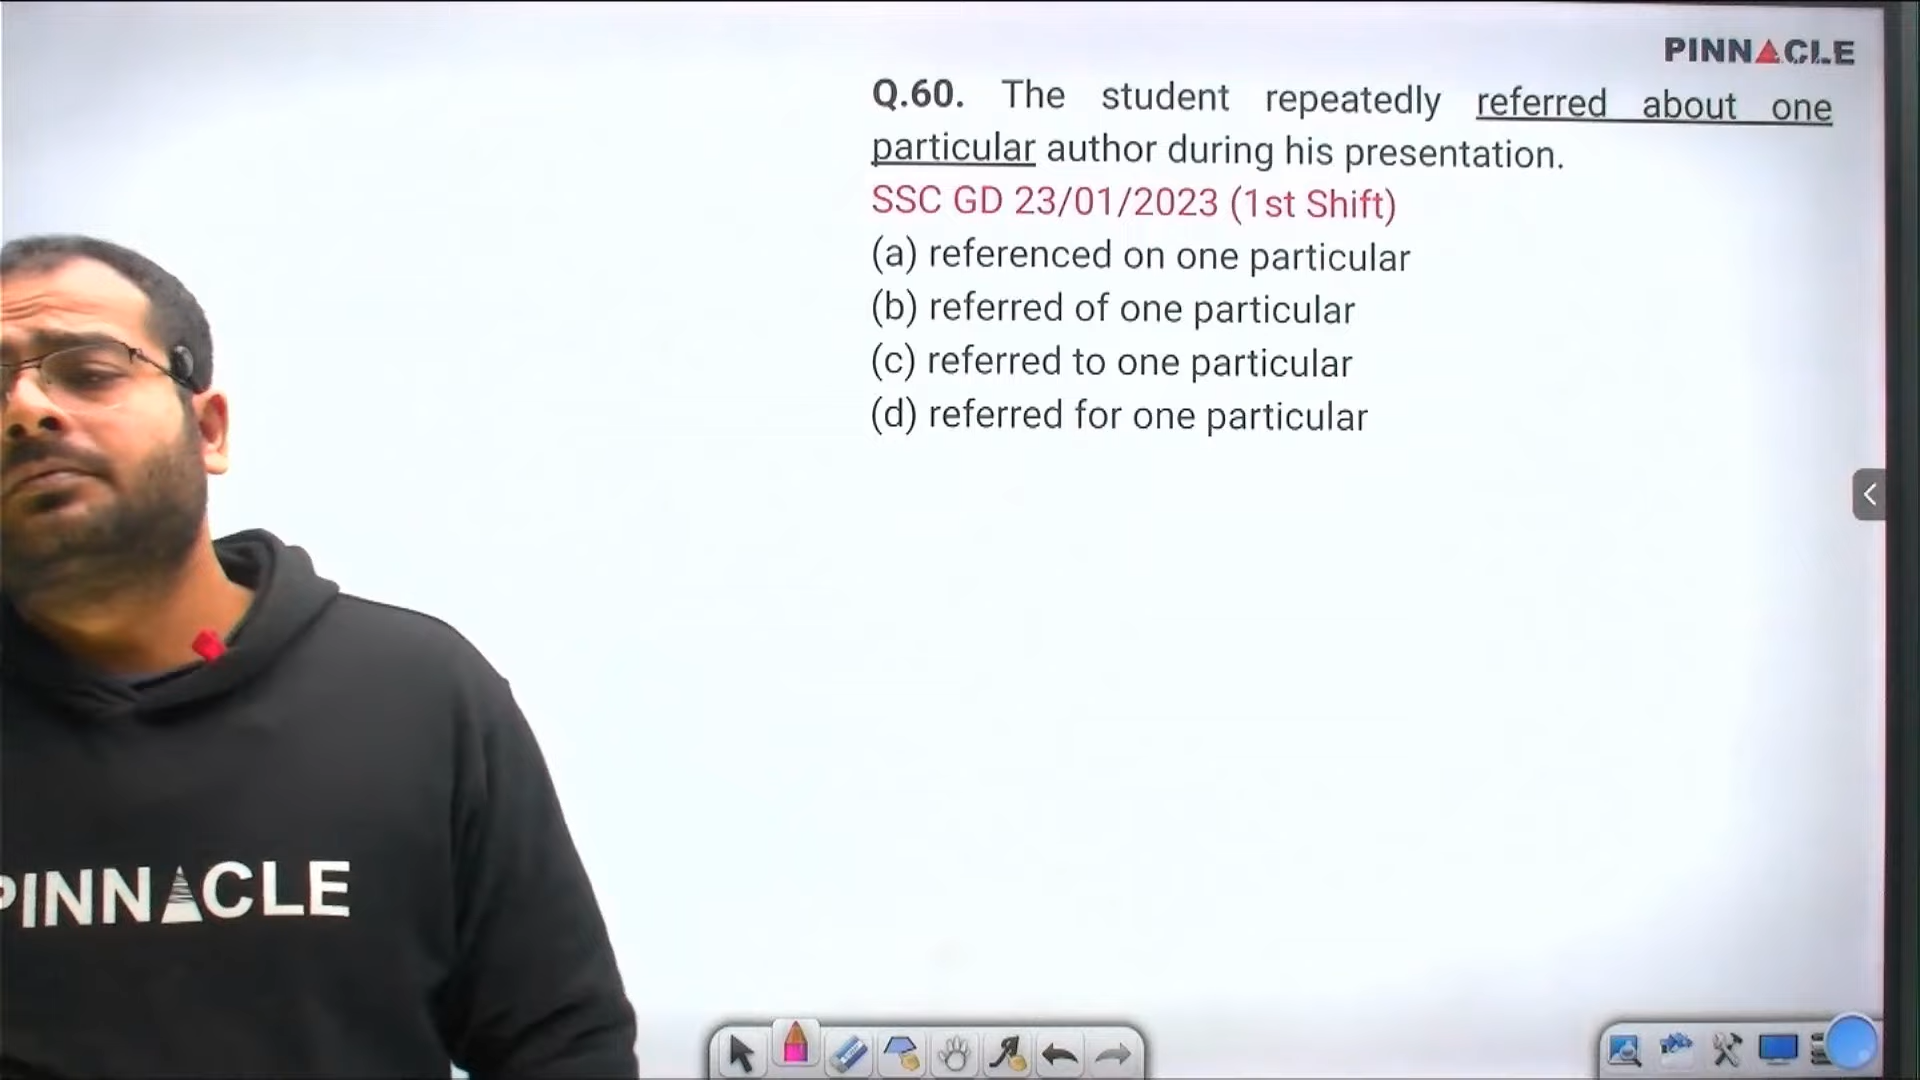 PINNACLE
Q.60. The student repeatedly referred about one
particular author during his presentation.
SSC GD 23/01/2023 (1st Shift)
(a) referenced on one particular
(b) referred of one particular
(c) referred to one particular
(d) referred for one particular
PINNACLE